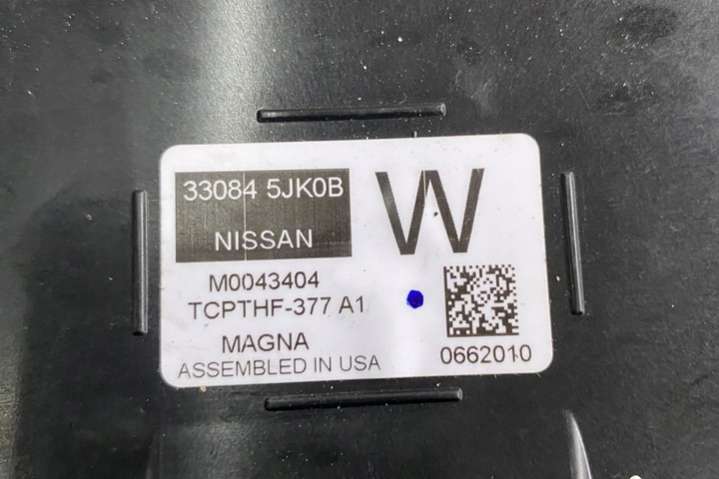 33084 5JK0B
NISSAN
W
M0043404
TCPTHF-377 A1
MAGNA
ASSEMBLED IN USA
0662010